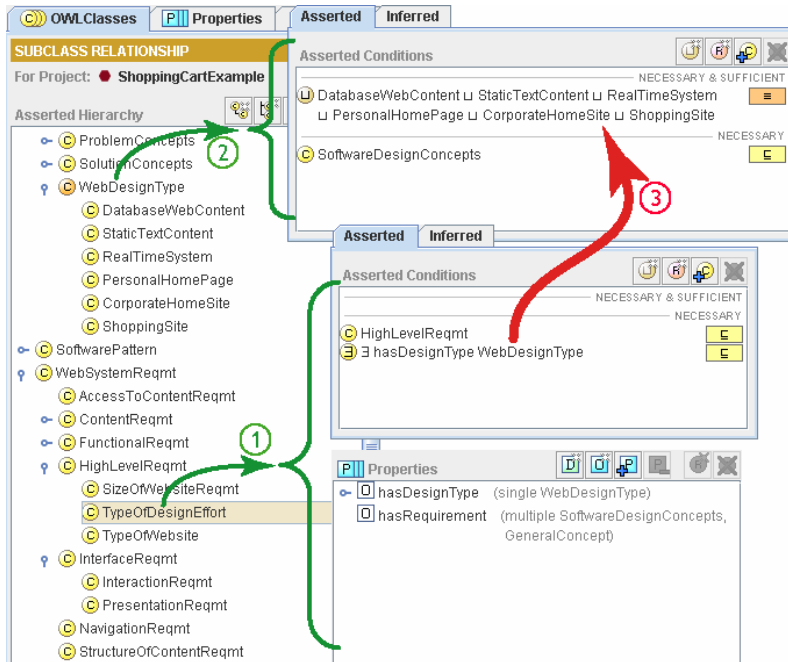 OWLClasses
Properties
SUBCLASS RELATIONSHIP
For Project: ShoppingCartExample
Asserted Hierarchy
ProblemConcepts
SolutionConcepts
WebDesignType
DatabaseWebContent
StaticTextContent
RealTimeSystem
PersonalHomePage
CorporateHomeSite
ShoppingSite
SoftwarePattern
WebSystemReqmt
AccessToContentReqmt
ContentReqmt
FunctionalReqmt
HighLevelReqmt
SizeOfWebsiteReqmt
TypeOfDesignEffort
TypeOfWebsite
InterfaceReqmt
InteractionReqmt
PresentationReqmt
NavigationReqmt
StructureOfContentReqmt
2
1
Asserted Inferred
Asserted Conditions
NECESSARY & SUFFICIENT
DatabaseWebContent ⊔ StaticTextContent ⊔ RealTimeSystem
⊔ PersonalHomePage ⊔ CorporateHomeSite ⊔ ShoppingSite
≡
NECESSARY
SoftwareDesignConcepts
⊑
3
Asserted Inferred
Asserted Conditions
NECESSARY & SUFFICIENT
NECESSARY
HighLevelReqmt
⊑
∃ hasDesignType WebDesignType
⊑
Properties
hasDesignType (single WebDesignType)
hasRequirement (multiple SoftwareDesignConcepts,
GeneralConcept)